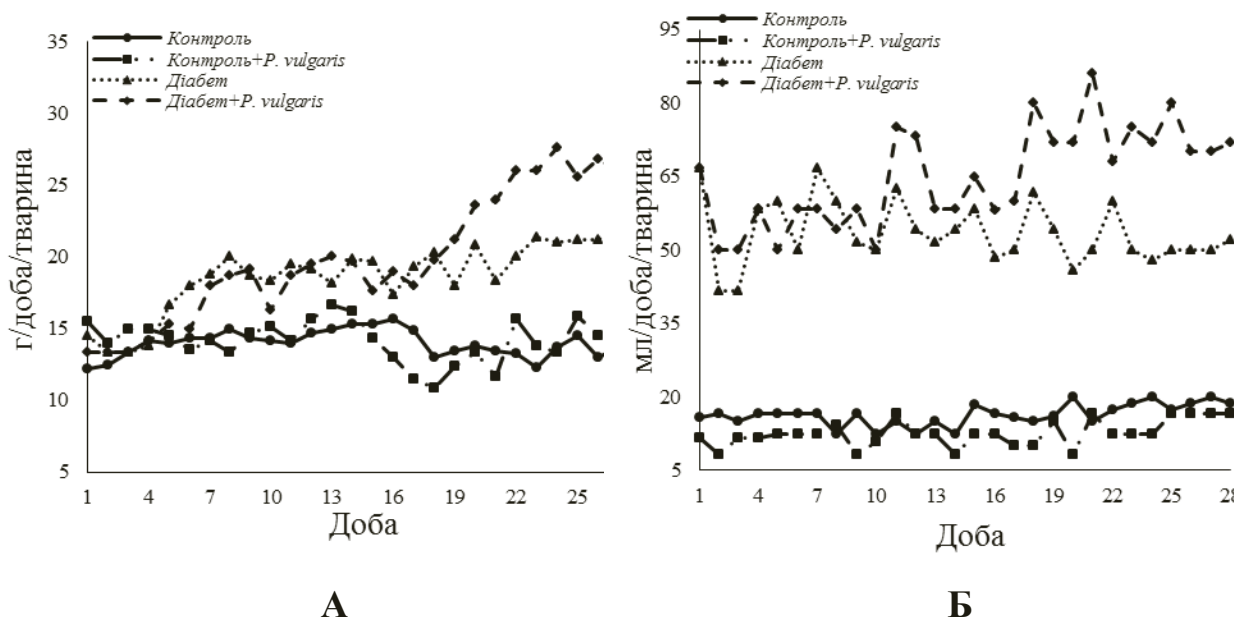 35
30
25
20
15
10
5
г/доба/тварина
Контроль
Контроль+P. vulgaris
Діабет
Діабет+P. vulgaris
1 4 7 10 13 16 19 22 25
Доба
А
95
80
65
50
35
20
5
мл/доба/тварина
Контроль
Контроль+P. vulgaris
Діабет
Діабет+P. vulgaris
1 4 7 10 13 16 19 22 25 28
Доба
Б